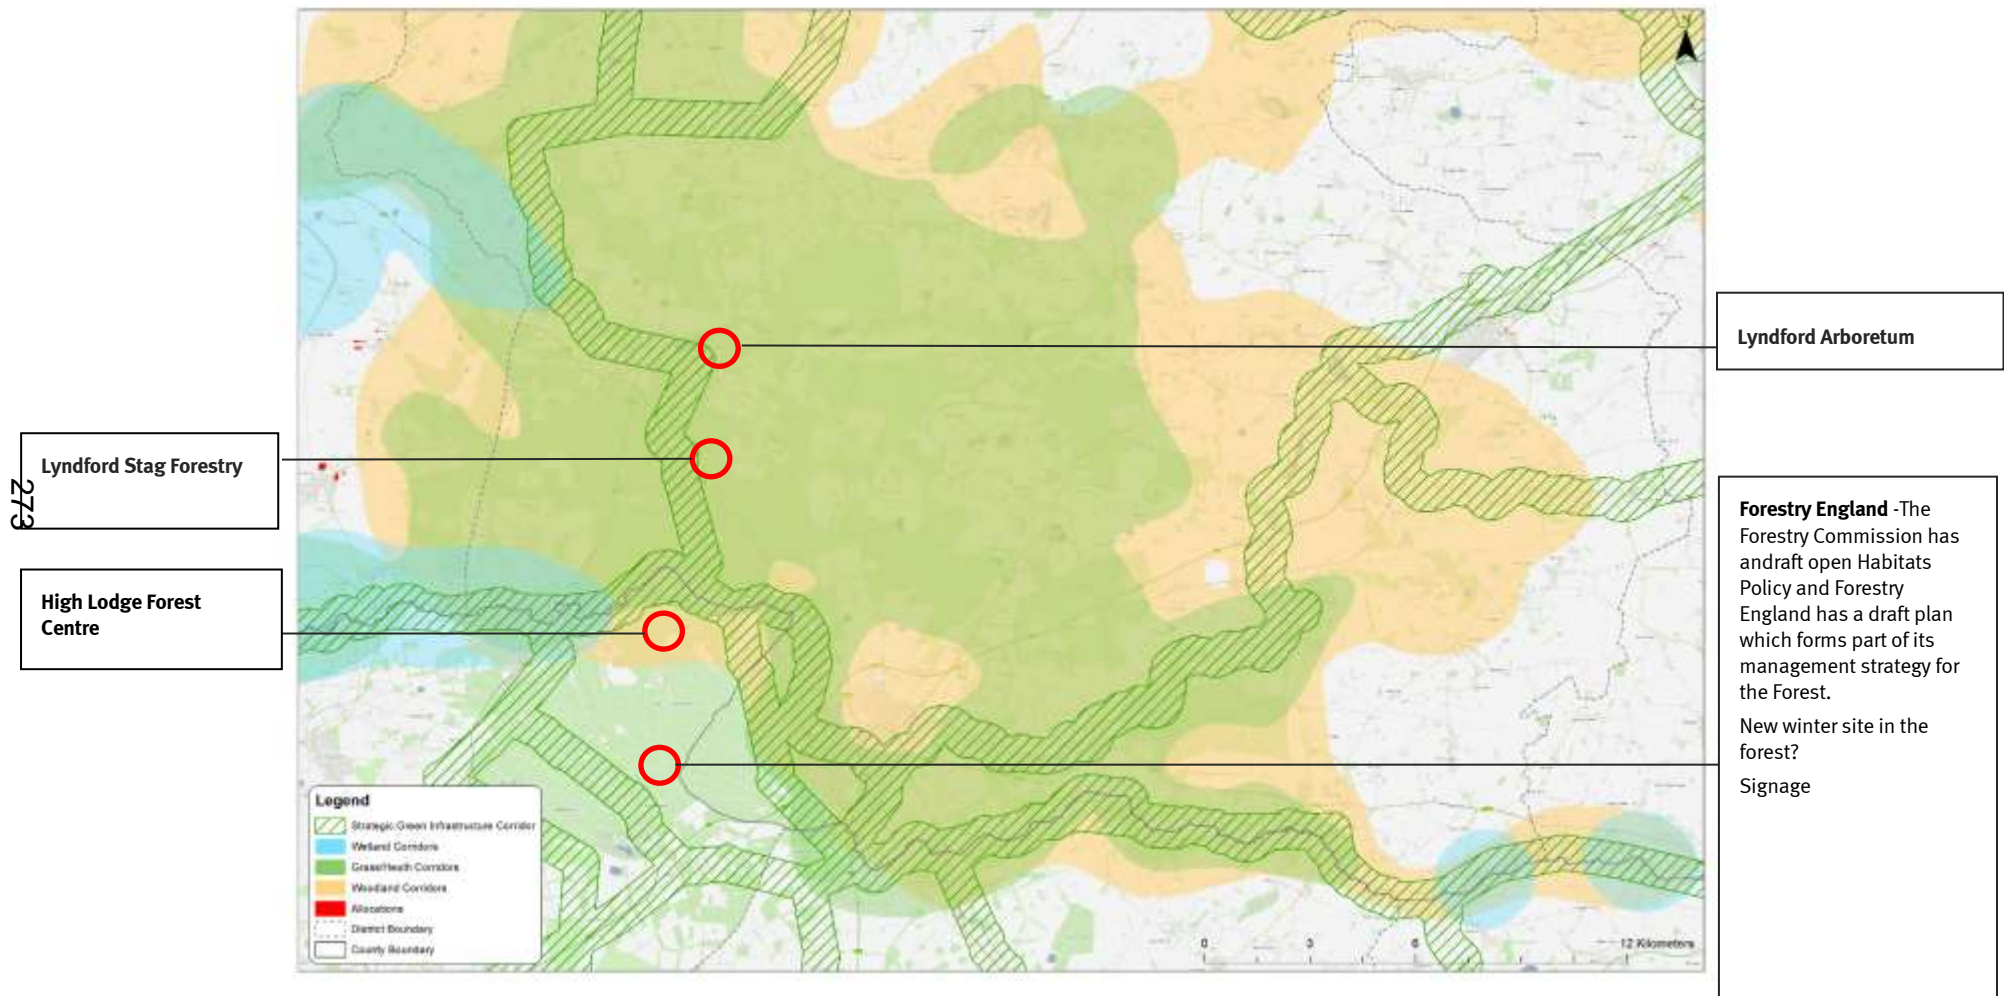 Lyndford Arboretum
Lyndford Stag Forestry
273
High Lodge Forest
Centre
Forestry England -The
Forestry Commission has
andraft open Habitats
Policy and Forestry
England has a draft plan
which forms part of its
management strategy for
the Forest.
New winter site in the
forest?
Signage
Legend
Strategic Green Infrastructure Corridor
Wetland Corridors
Grass/Heath Corridors
Woodland Corridors
Allocations
District Boundary
County Boundary
0 3 6 12 Kilometers